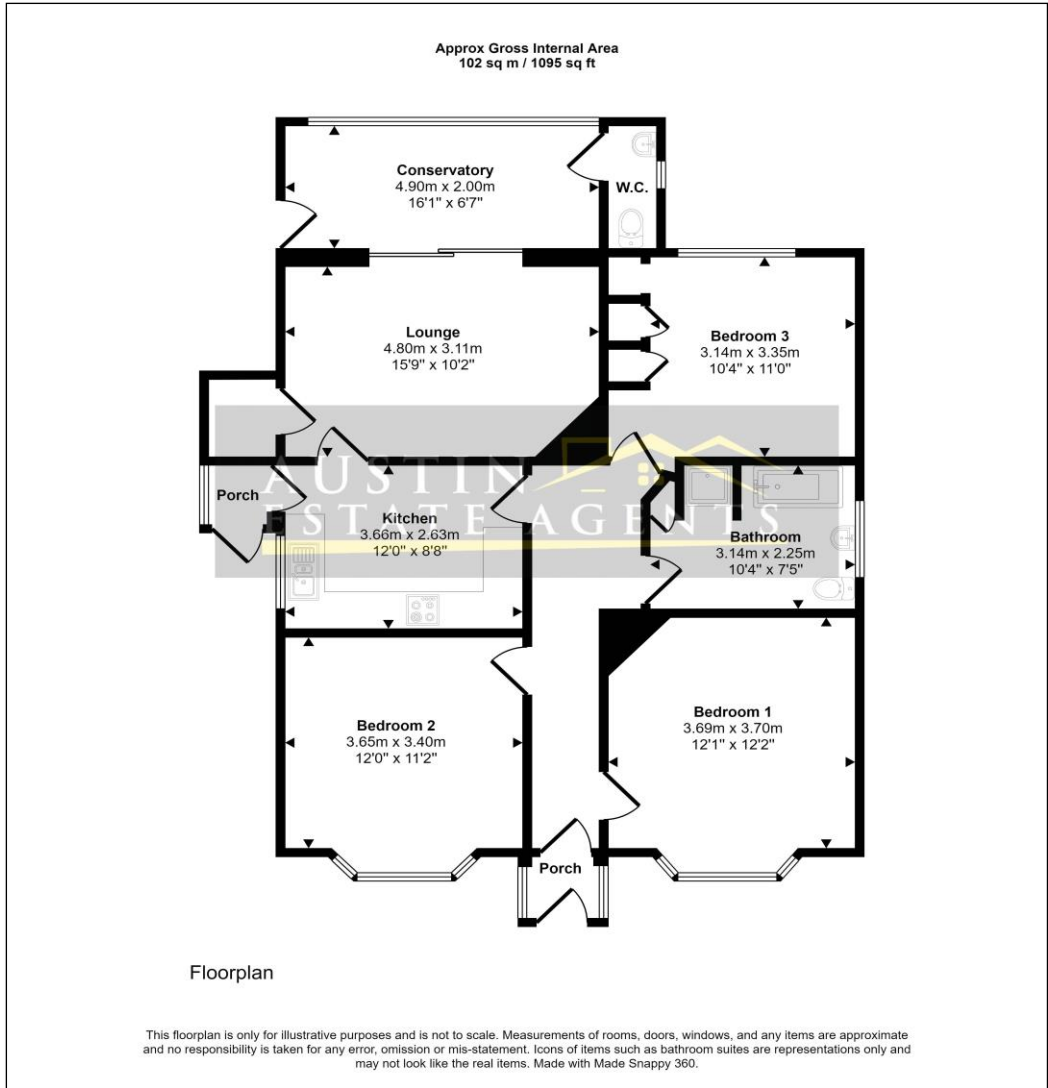 Approx Gross Internal Area
102 sq m / 1095 sq ft
Conservatory
4.90m x 2.00m
16'1" x 6'7"
W.C.
Lounge
4.80m x 3.11m
15'9" x 10'2"
Bedroom 3
3.14m x 3.35m
10'4" x 11'0"
AUSTIN
ESTATE AGENTS
Porch
Kitchen
3.66m x 2.63m
12'0" x 8'8"
Bathroom
3.14m x 2.25m
10'4" x 7'5"
Bedroom 2
3.65m x 3.40m
12'0" x 11'2"
Bedroom 1
3.69m x 3.70m
12'1" x 12'2"
Porch
Floorplan
This floorplan is only for illustrative purposes and is not to scale. Measurements of rooms, doors, windows, and any items are approximate
and no responsibility is taken for any error, omission or mis-statement. Icons of items such as bathroom suites are representations only and
may not look like the real items. Made with Made Snappy 360.